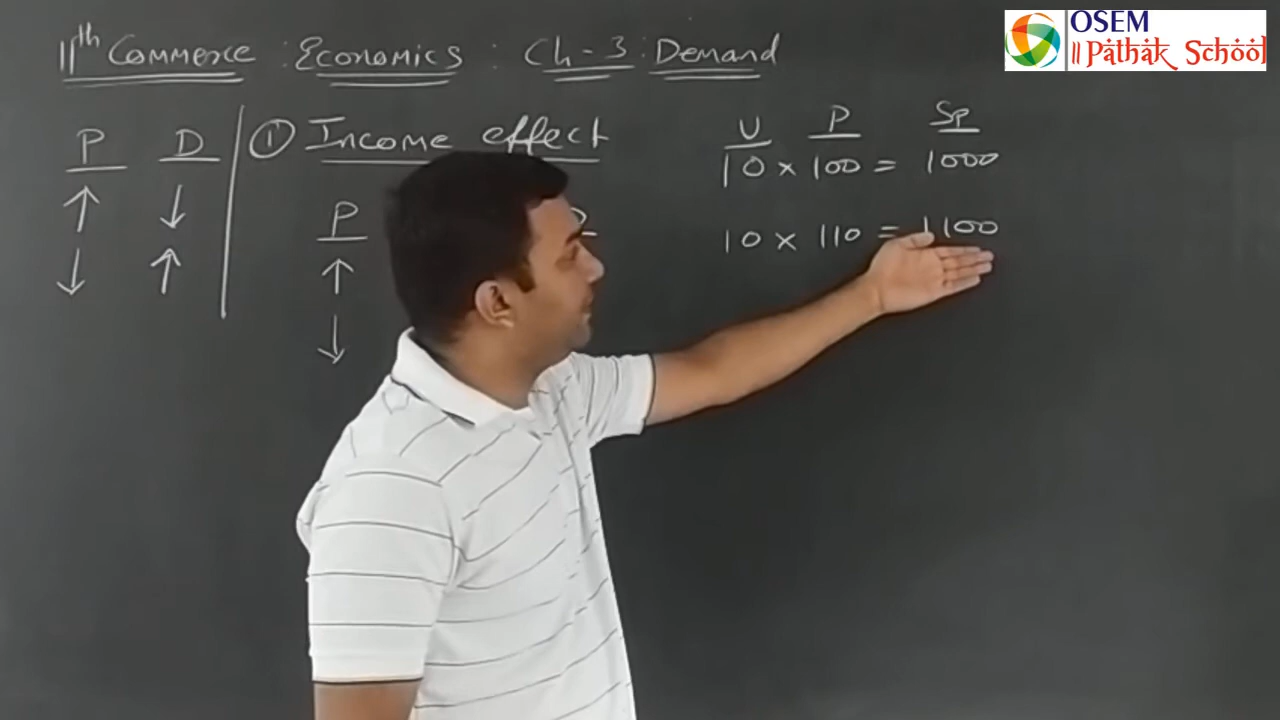 OSEM
Pathak School
11th Commerce : Economics : Ch-3 : Demand
P D
↑ ↓
↓ ↑
① Income effect
P
↑
↓
U P Sp
10 × 100 = 1000
10 × 110 = 1100